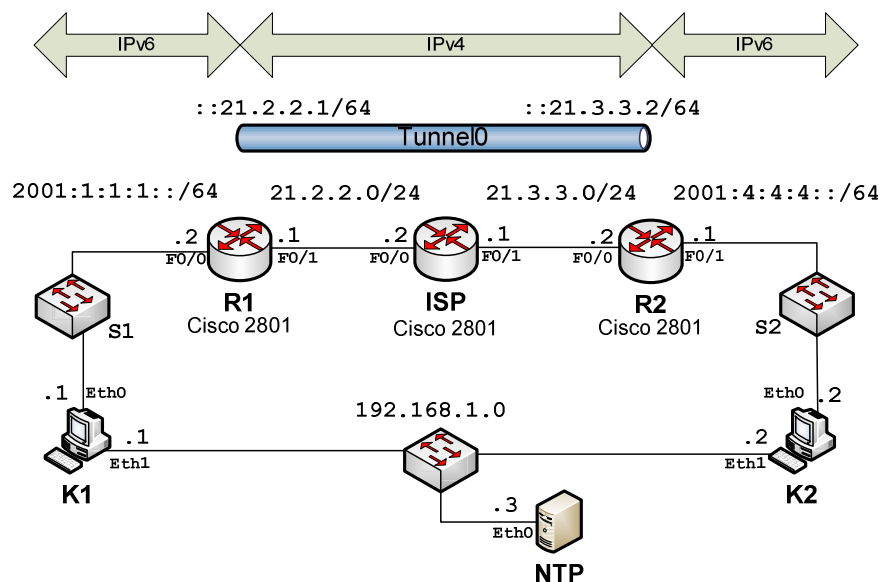 IPv6
IPv4
IPv6
::21.2.2.1/64
::21.3.3.2/64
Tunnel0
2001:1:1:1::/64
21.2.2.0/24
21.3.3.0/24
2001:4:4:4::/64
.2
.1
.2
.1
.2
.1
F0/0
F0/1
F0/0
F0/1
F0/0
F0/1
R1
ISP
R2
Cisco 2801
Cisco 2801
Cisco 2801
S1
S2
.1
Eth0
192.168.1.0
Eth0
.2
.1
Eth1
.2
Eth1
K1
K2
.3
Eth0
NTP